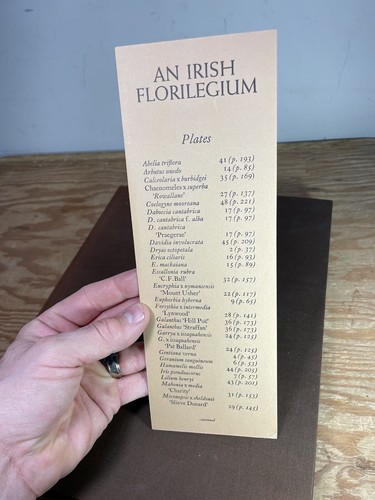 AN IRISH
FLORILEGIUM
Plates
Abelia triflora 41 (p. 193)
Arbutus unedo 14 (p. 85)
Calceolaria x burbidgei 35 (p. 169)
Chaenomeles x superba
'Rowallane' 27 (p. 137)
Coelogyne mooreana 48 (p. 221)
Daboecia cantabrica 17 (p. 97)
D. cantabrica f. alba 17 (p. 97)
D. cantabrica
'Praegerae' 17 (p. 97)
Davidia involucrata 45 (p. 209)
Dryas octopetala 2 (p. 37)
Erica ciliaris 16 (p. 93)
E. mackaiana 15 (p. 89)
Escallonia rubra
'C.F. Ball' 32 (p. 157)
Eucryphia x nymansensis
'Mount Usher' 22 (p. 117)
Euphorbia hyberna 9 (p. 65)
Forsythia x intermedia
'Lynwood' 28 (p. 141)
Galanthus 'Hill Poë' 36 (p. 173)
Galanthus 'Straffan' 36 (p. 173)
Garrya x issaquahensis 24 (p. 125)
G. x issaquahensis
'Pat Ballard' 24 (p. 125)
Gentiana verna 4 (p. 45)
Geranium sanguineum 6 (p. 53)
Hamamelis mollis 44 (p. 205)
Iris pseudacorus 7 (p. 57)
Lilium henryi 43 (p. 201)
Mahonia x media
'Charity' 31 (p. 153)
Meconopsis x sheldonii
'Slieve Donard' 29 (p. 145)